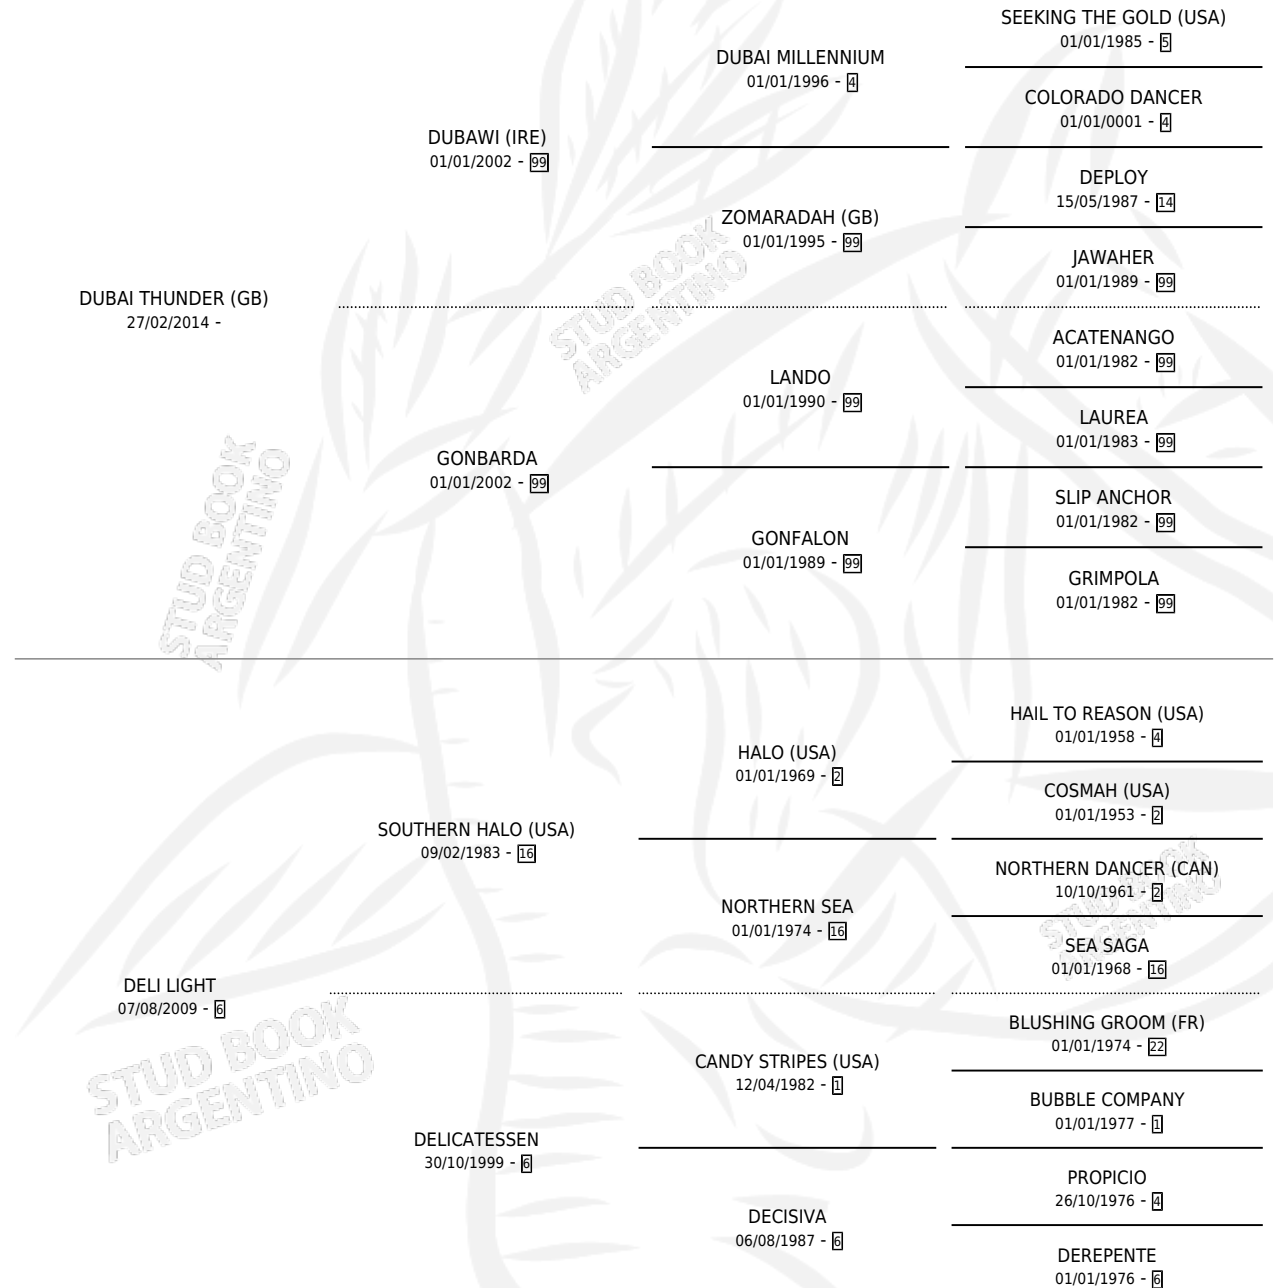 SEEKING THE GOLD (USA)
01/01/1985 - 5
DUBAI MILLENNIUM
01/01/1996 - 4
COLORADO DANCER
01/01/0001 - 4
DUBAWI (IRE)
01/01/2002 - 99
DEPLOY
15/05/1987 - 14
ZOMARADAH (GB)
01/01/1995 - 99
JAWAHER
01/01/1989 - 99
DUBAI THUNDER (GB)
27/02/2014 -
STUD BOOK
ARGENTINO
ACATENANGO
01/01/1982 - 99
LANDO
01/01/1990 - 99
LAUREA
01/01/1983 - 99
GONBARDA
01/01/2002 - 99
SLIP ANCHOR
01/01/1982 - 99
GONFALON
01/01/1989 - 99
GRIMPOLA
01/01/1982 - 99
STUD BOOK
ARGENTINO
HAIL TO REASON (USA)
01/01/1958 - 4
HALO (USA)
01/01/1969 - 2
COSMAH (USA)
01/01/1953 - 2
SOUTHERN HALO (USA)
09/02/1983 - 16
NORTHERN DANCER (CAN)
10/10/1961 - 2
NORTHERN SEA
01/01/1974 - 16
STUD BOOK
ARGENTINO
SEA SAGA
01/01/1968 - 16
DELI LIGHT
07/08/2009 - 6
STUD BOOK
ARGENTINO
BLUSHING GROOM (FR)
01/01/1974 - 22
CANDY STRIPES (USA)
12/04/1982 - 1
BUBBLE COMPANY
01/01/1977 - 1
DELICATESSEN
30/10/1999 - 6
PROPICIO
26/10/1976 - 4
DECISIVA
06/08/1987 - 6
DEREPENTE
01/01/1976 - 6